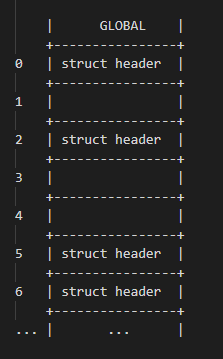 |      GLOBAL    |
+----------------+
0   | struct header  |
+----------------+
1   |                |
+----------------+
2   | struct header  |
+----------------+
3   |                |
+----------------+
4   |                |
+----------------+
5   | struct header  |
+----------------+
6   | struct header  |
+----------------+
... |       ...      |